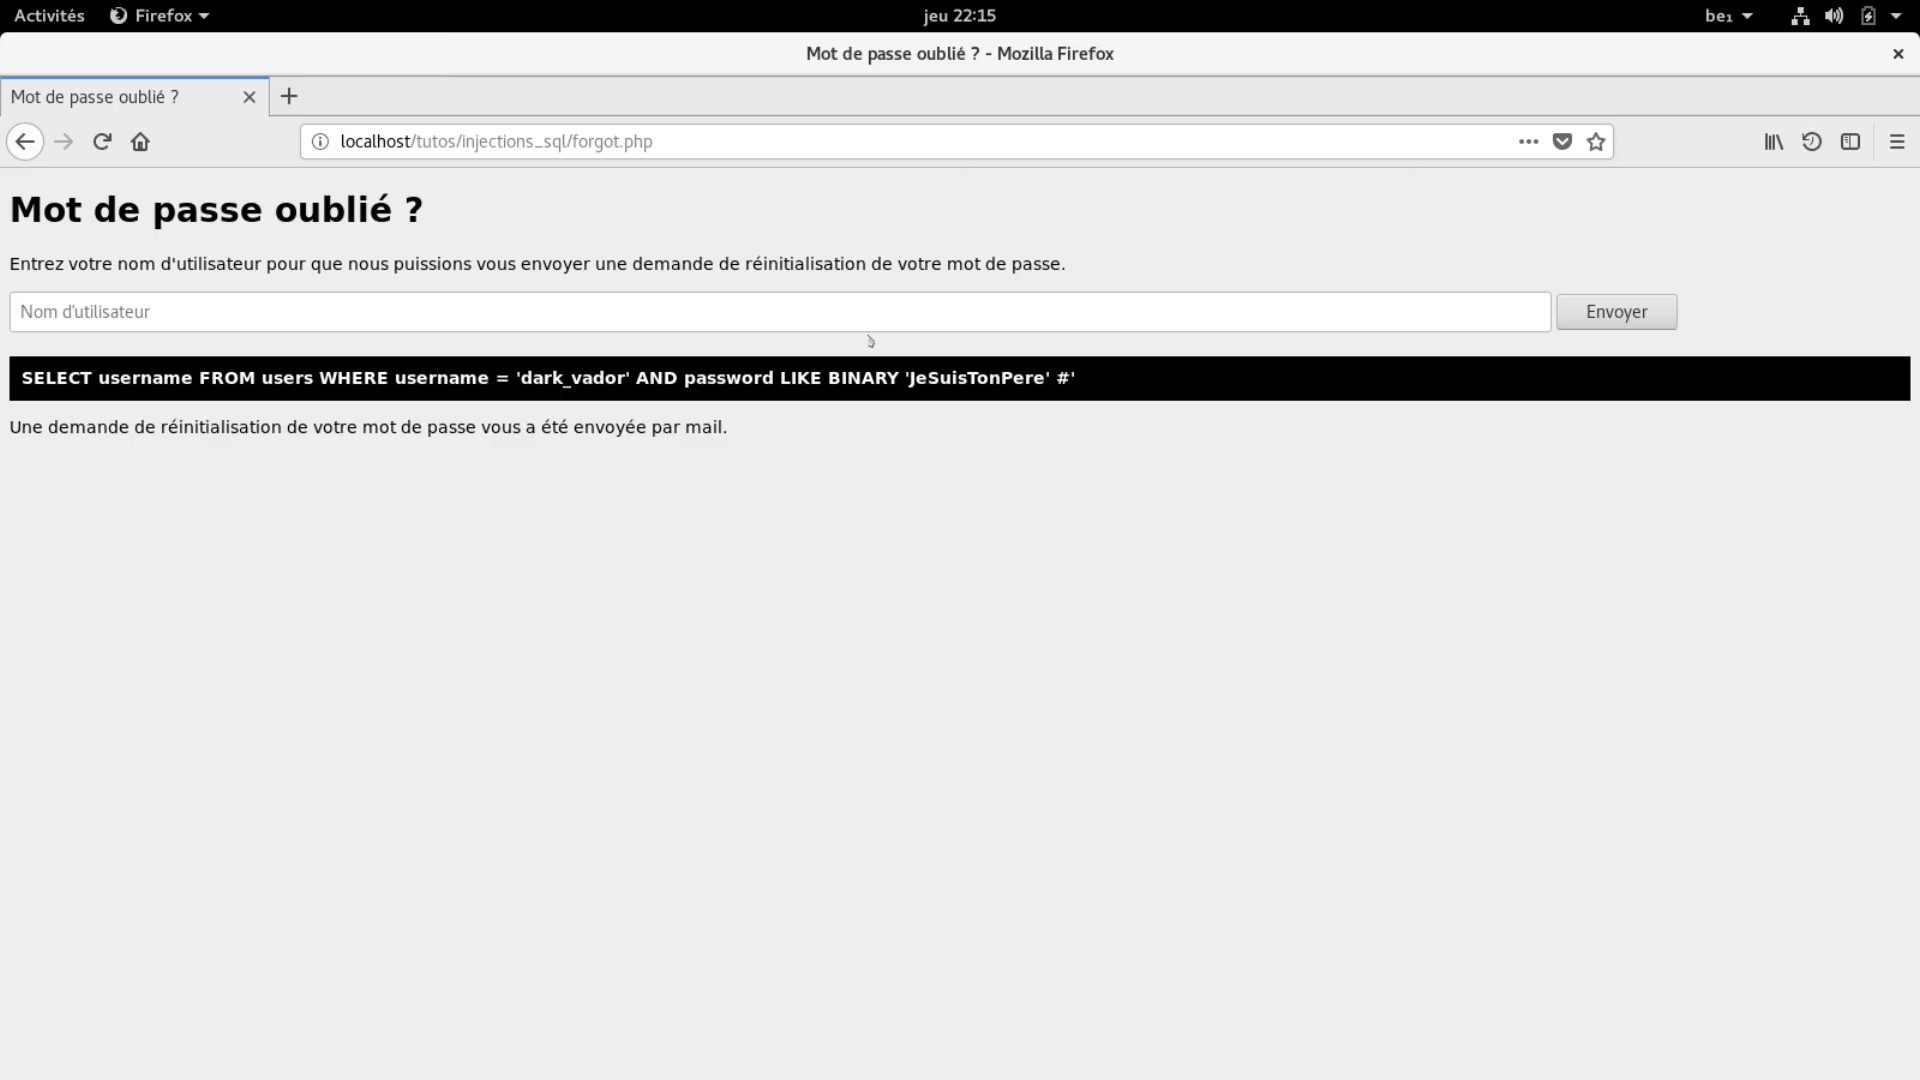 Activités Firefox jeu 22:15 be1
Mot de passe oublié ? - Mozilla Firefox
Mot de passe oublié ?
localhost/tutos/injections_sql/forgot.php
Mot de passe oublié ?
Entrez votre nom d'utilisateur pour que nous puissions vous envoyer une demande de réinitialisation de votre mot de passe.
Nom d'utilisateur Envoyer
SELECT username FROM users WHERE username = 'dark_vador' AND password LIKE BINARY 'JeSuisTonPere' #'
Une demande de réinitialisation de votre mot de passe vous a été envoyée par mail.